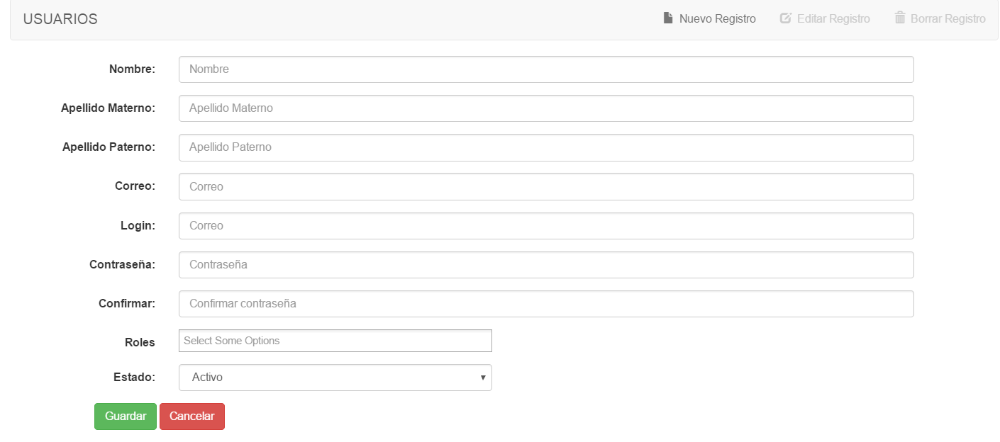 USUARIOS Nuevo Registro Editar Registro Borrar Registro
Nombre: Nombre
Apellido Materno: Apellido Materno
Apellido Paterno: Apellido Paterno
Correo: Correo
Login: Correo
Contraseña: Contraseña
Confirmar: Confirmar contraseña
Roles Select Some Options
Estado: Activo
Guardar Cancelar